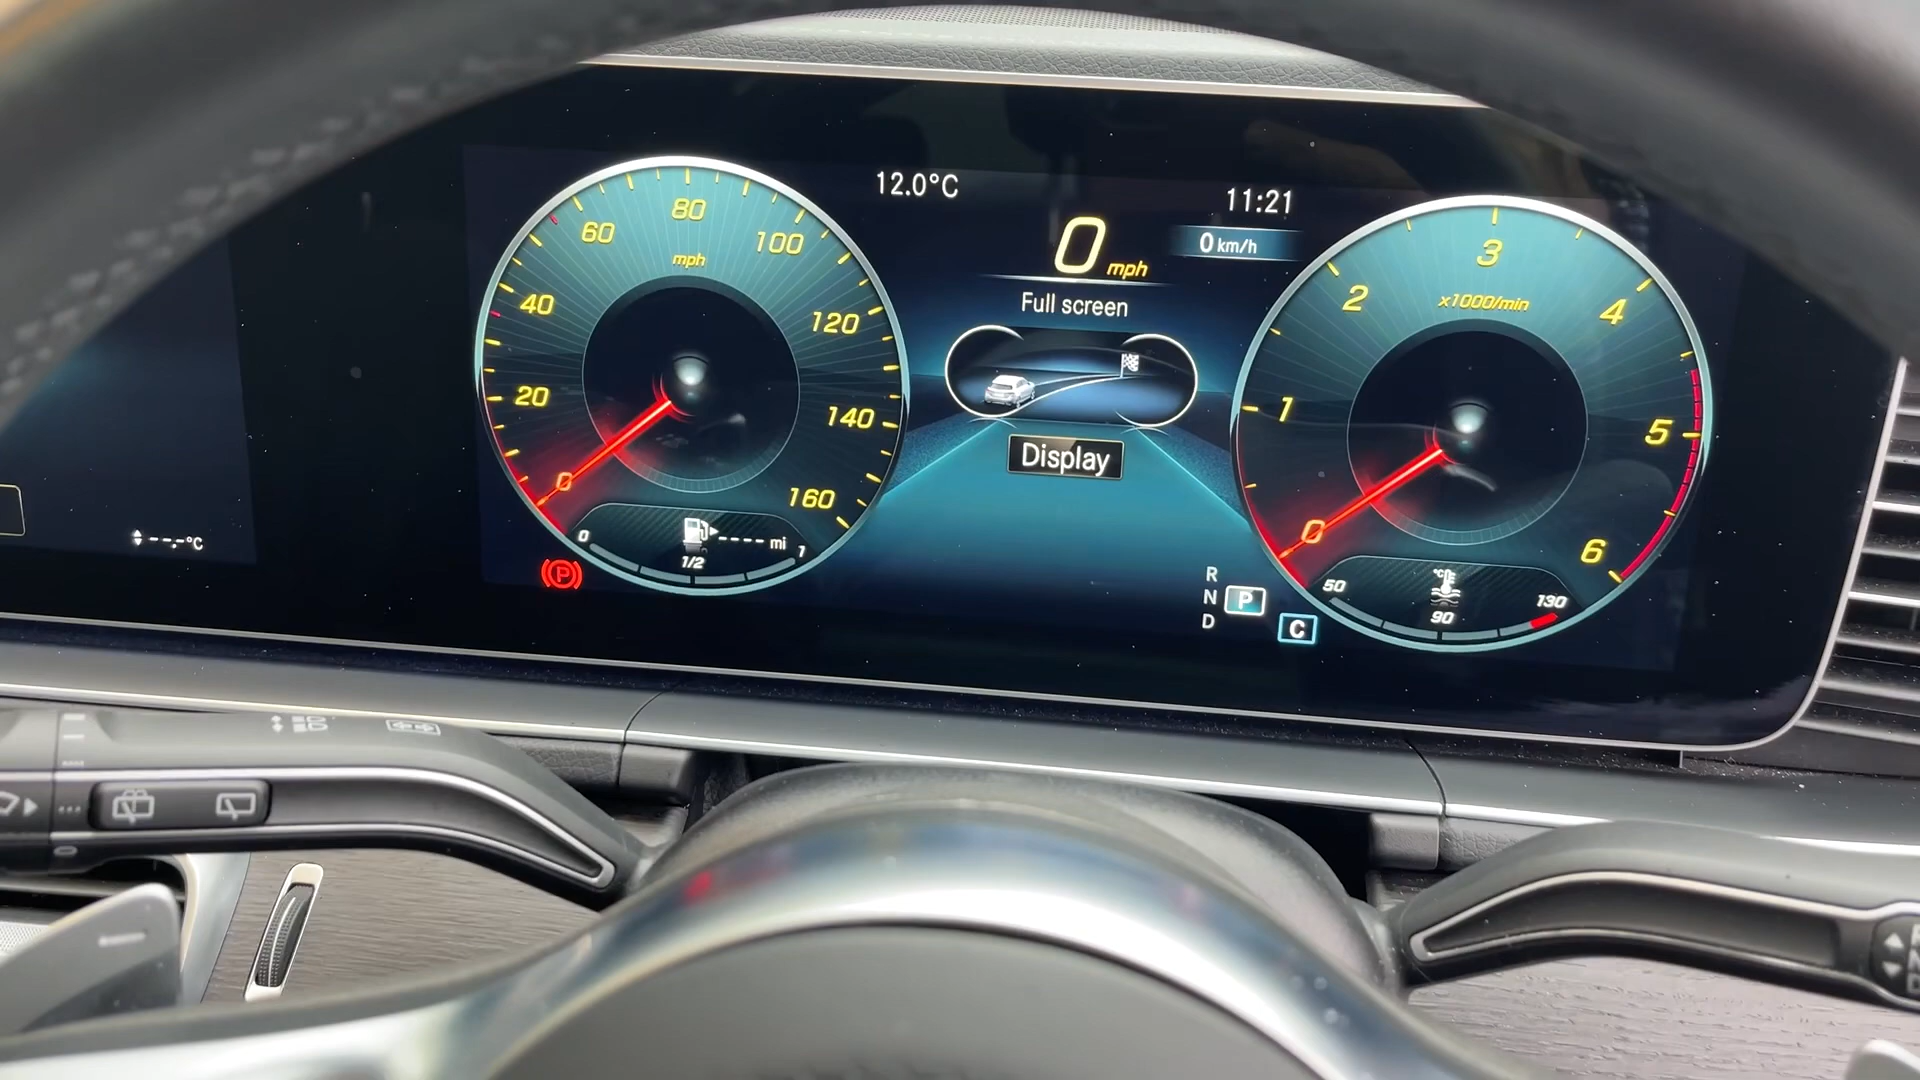 12.0°C
11:21
0 mph
0 km/h
Full screen
Display
0
20
40
60
80
100
120
140
160
mph
0
1/2
1
---- mi
P
--.-°C
R
N
D
P
C
0
1
2
3
4
5
6
x1000/min
50
90
130
°C
R
N
D